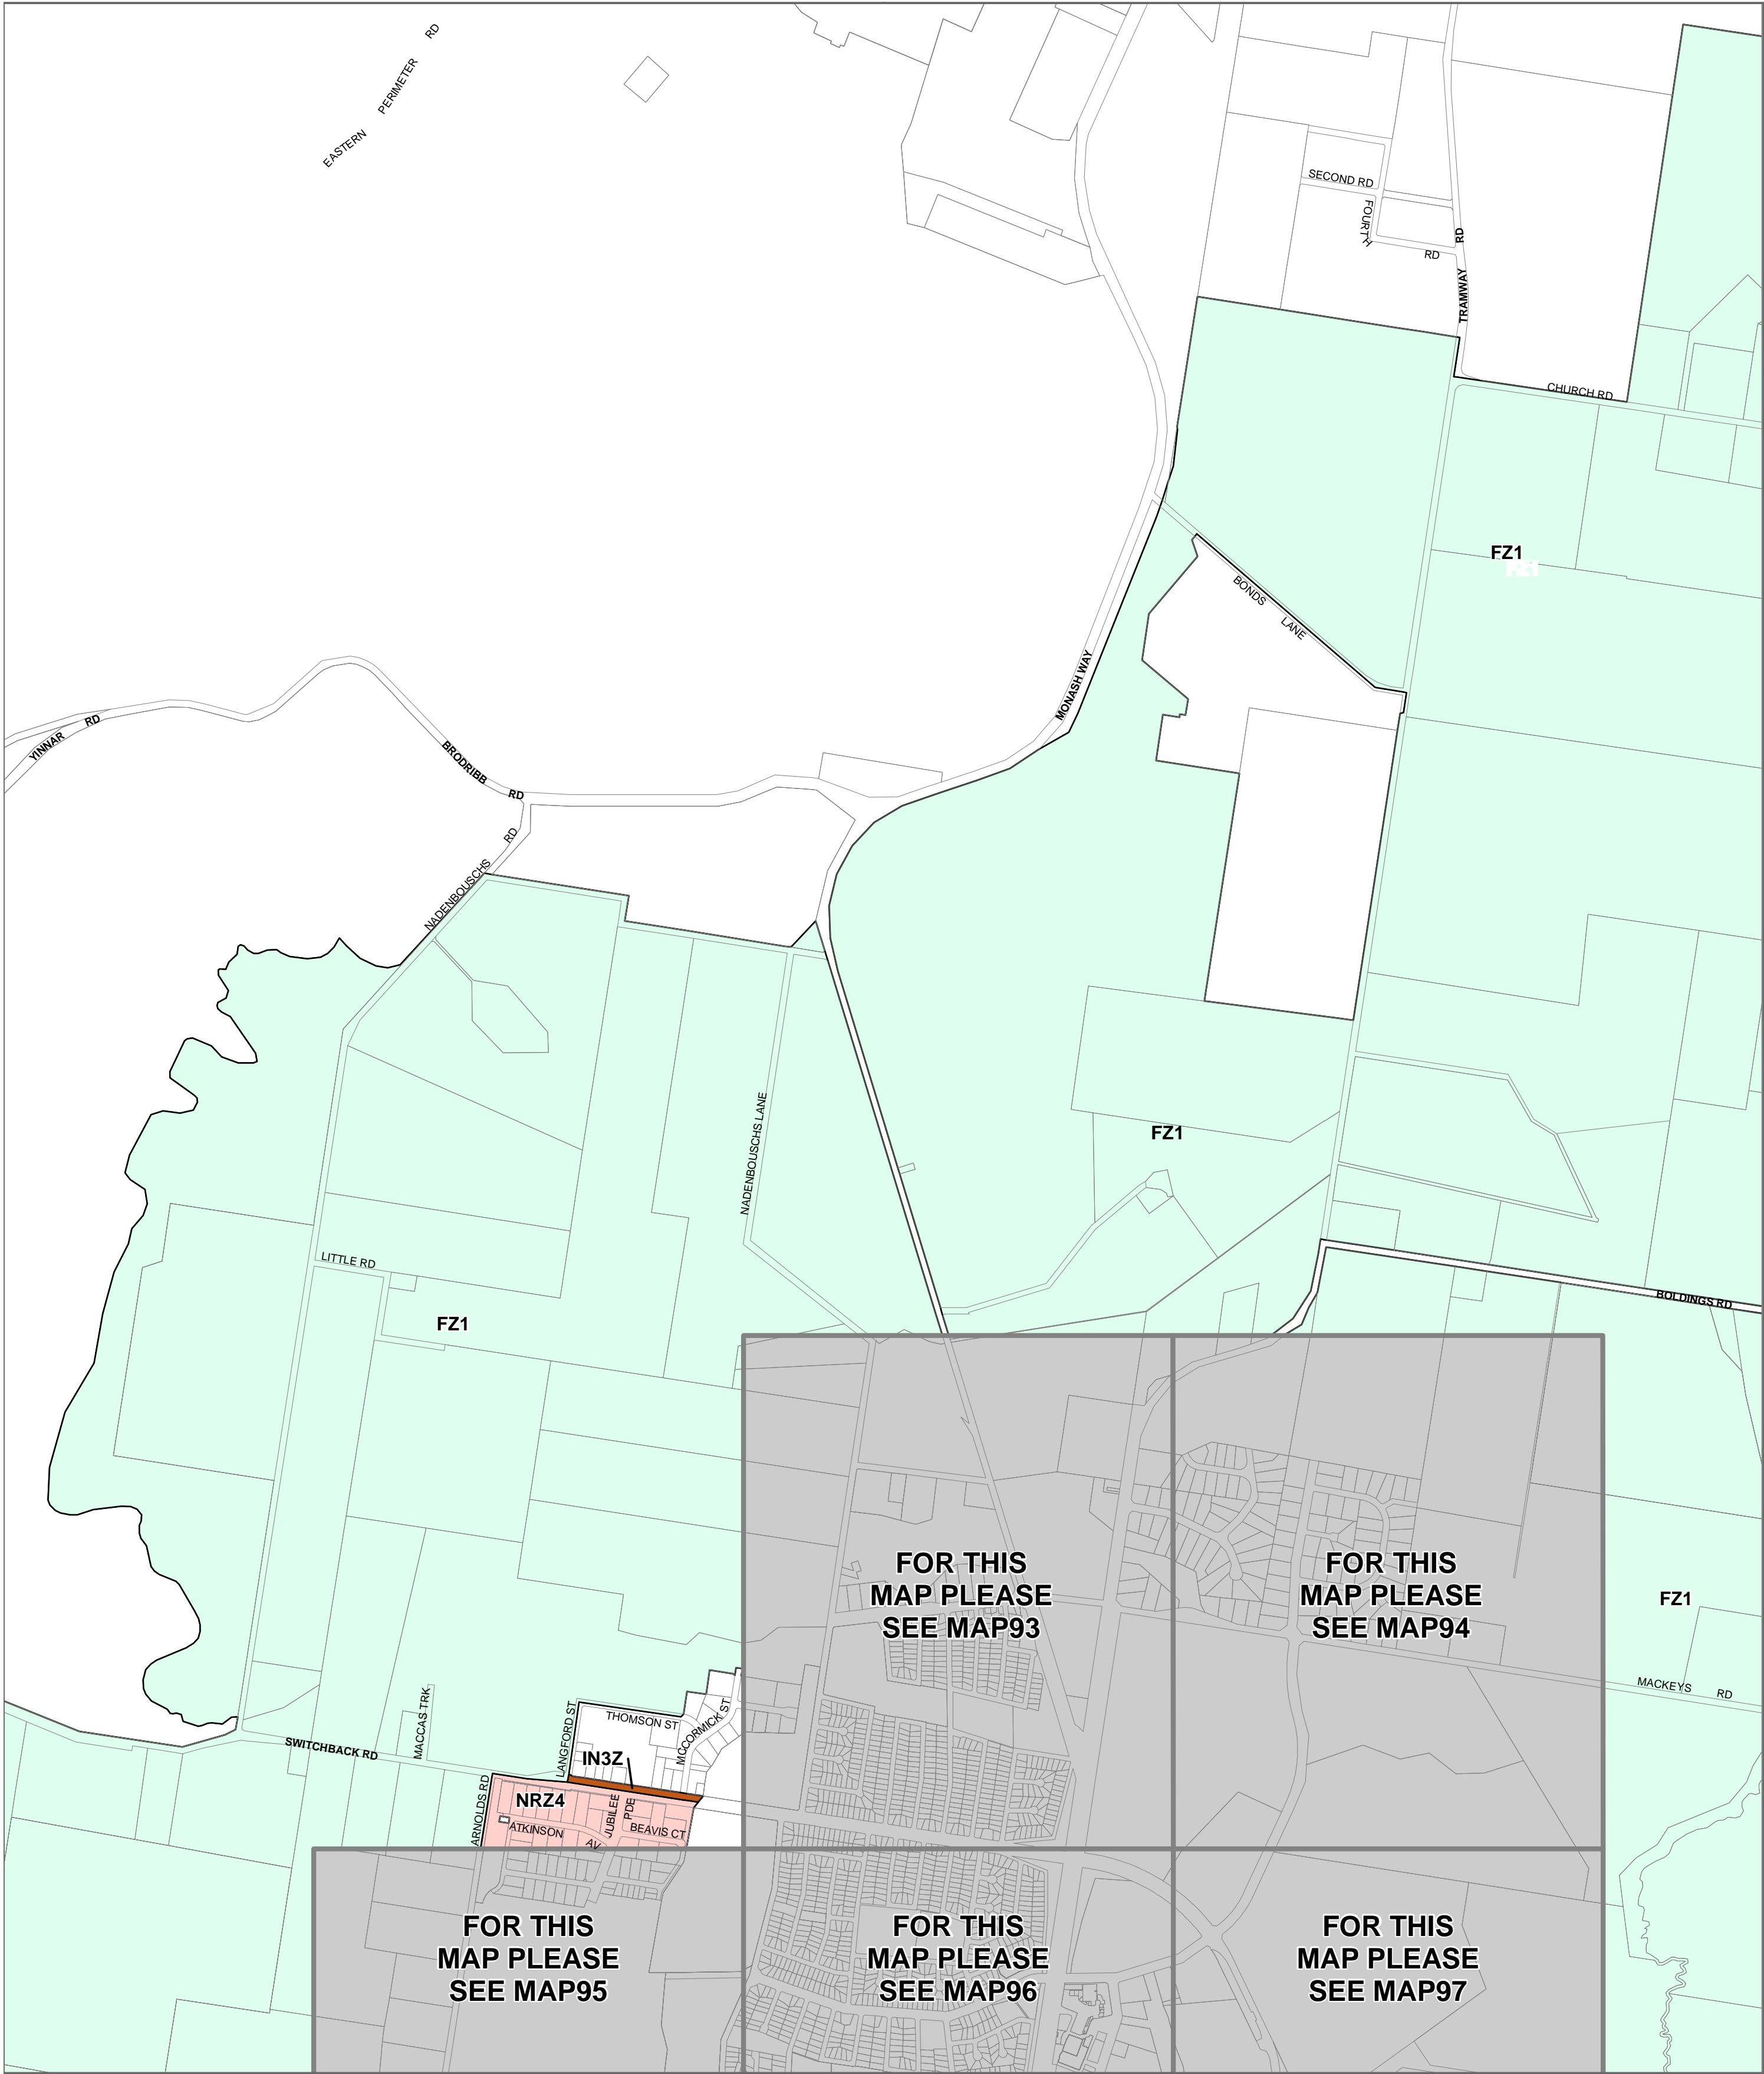 EASTERN PERIMETER RD
SECOND RD
FOURTH RD
TRAMWAY RD
CHURCH RD
FZ1
FZ1
BONDS LANE
MONASH WAY
YINNAR RD
BRODRIBB RD
NADENBOUSCHS RD
NADENBOUSCHS LANE
FZ1
LITTLE RD
FZ1
BOLDINGS RD
FOR THIS
MAP PLEASE
SEE MAP93
FOR THIS
MAP PLEASE
SEE MAP94
FZ1
MACKEYS RD
MACCAS TRK
LANGFORD ST
THOMSON ST
MCCORMICK ST
SWITCHBACK RD
IN3Z
ARNOLDS RD
NRZ4
JUBILEE PDE
ATKINSON AV
BEAVIS CT
FOR THIS
MAP PLEASE
SEE MAP95
FOR THIS
MAP PLEASE
SEE MAP96
FOR THIS
MAP PLEASE
SEE MAP97